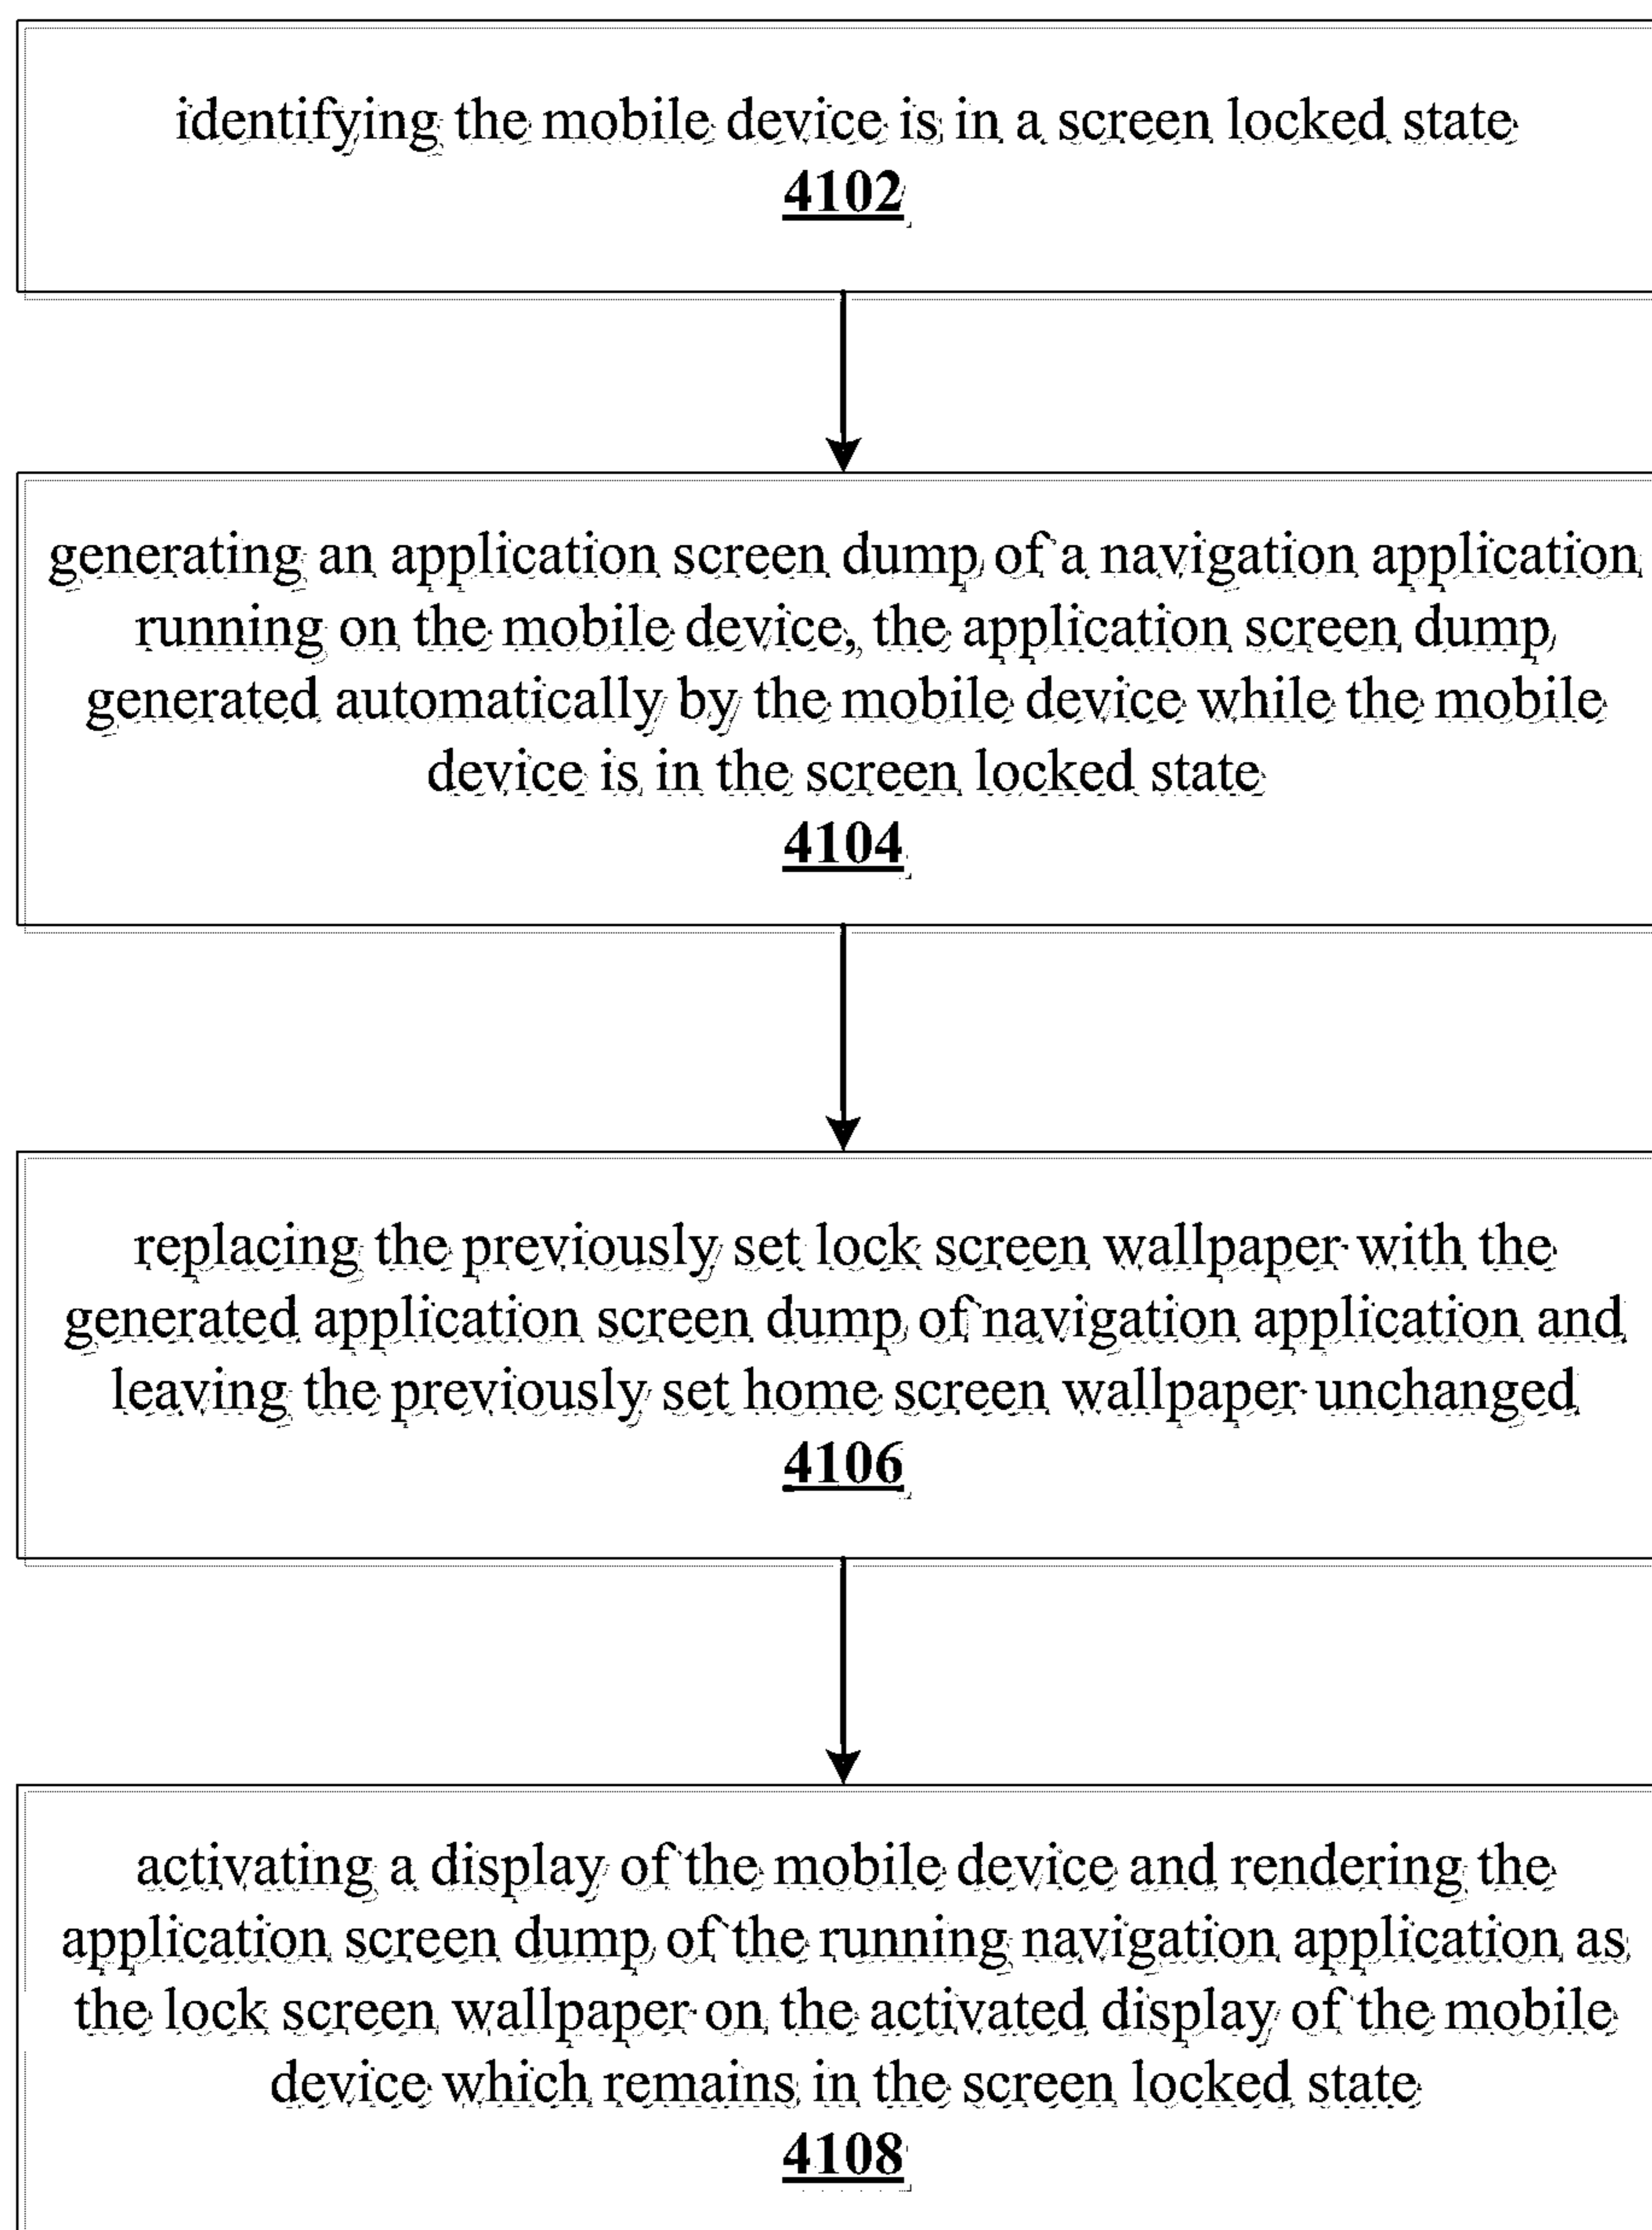 identifying the mobile device is in a screen locked state
4102
generating an application screen dump of a navigation application
running on the mobile device, the application screen dump
generated automatically by the mobile device while the mobile
device is in the screen locked state
4104
replacing the previously set lock screen wallpaper with the
generated application screen dump of navigation application and
leaving the previously set home screen wallpaper unchanged
4106
activating a display of the mobile device and rendering the
application screen dump of the running navigation application as
the lock screen wallpaper on the activated display of the mobile
device which remains in the screen locked state
4108